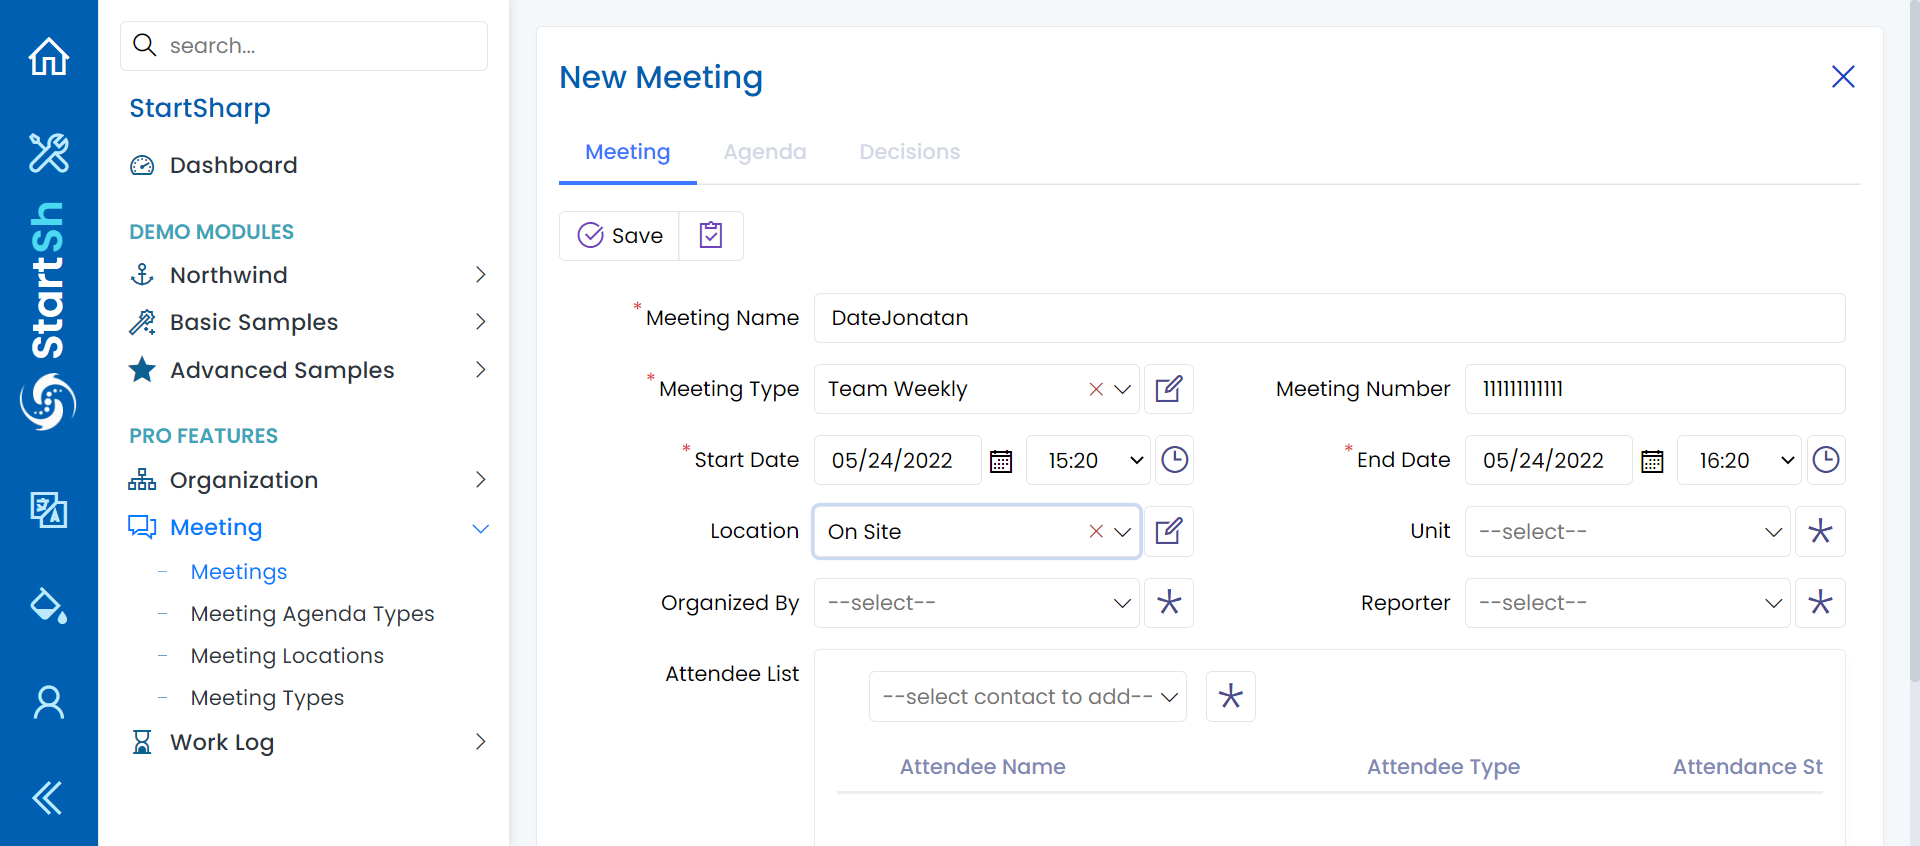 StartSh
search...
StartSharp
Dashboard
DEMO MODULES
Northwind
Basic Samples
Advanced Samples
PRO FEATURES
Organization
Meeting
Meetings
Meeting Agenda Types
Meeting Locations
Meeting Types
Work Log
New Meeting
Meeting Agenda Decisions
Save
* Meeting Name DateJonatan
* Meeting Type Team Weekly Meeting Number 1111111111111
* Start Date 05/24/2022 15:20 * End Date 05/24/2022 16:20
Location On Site Unit --select--
Organized By --select-- Reporter --select--
Attendee List
--select contact to add--
Attendee Name Attendee Type Attendance St